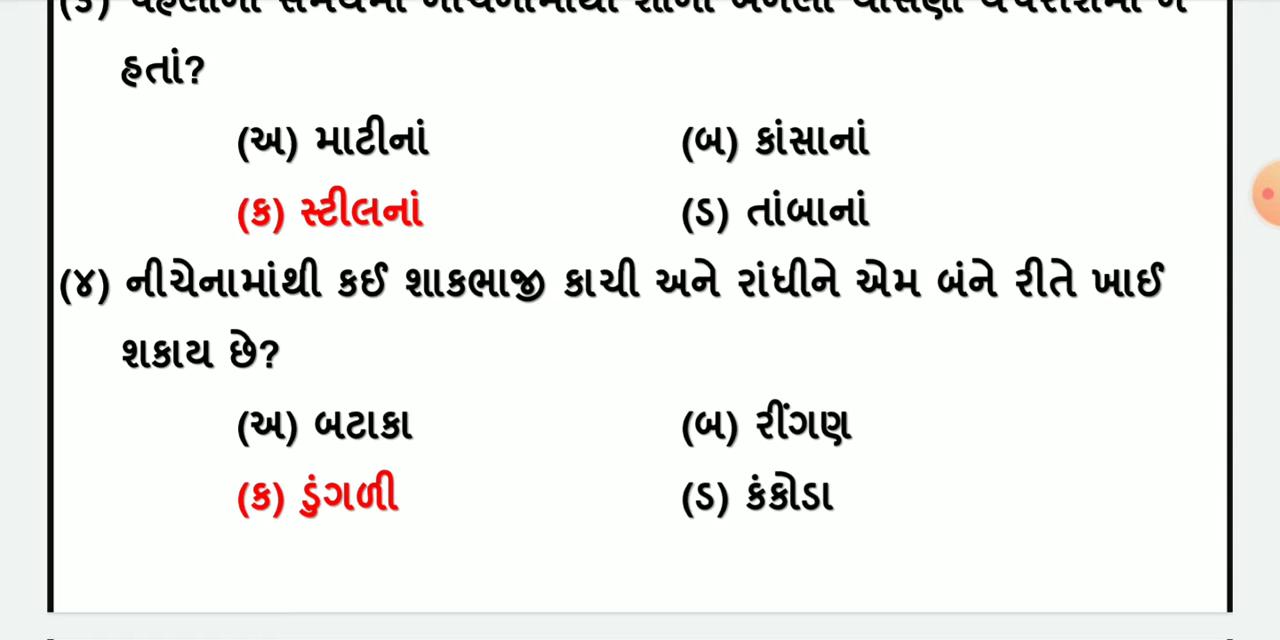 હતાં?
(અ) માટીનાં (બ) કાંસાનાં
(ક) સ્ટીલનાં (ડ) તાંબાનાં
(૪) નીચેનામાંથી કઈ શાકભાજી કાચી અને રાંધીને એમ બંને રીતે ખાઈ
શકાય છે?
(અ) બટાકા (બ) રીંગણ
(ક) ડુંગળી (ડ) કંકોડા